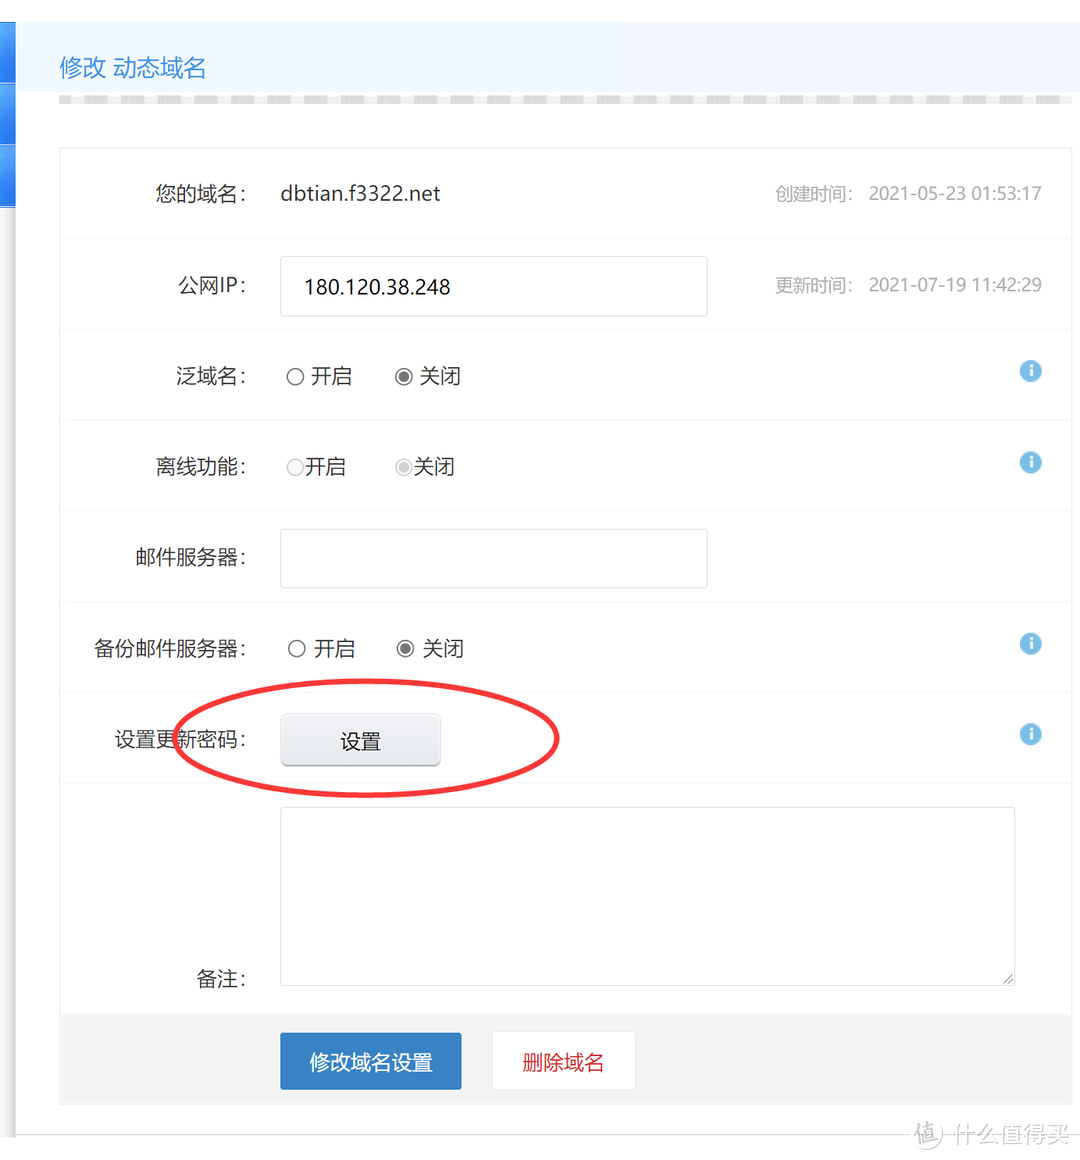 修改 动态域名
您的域名： dbtian.f3322.net 创建时间： 2021-05-23 01:53:17
公网IP： 180.120.38.248 更新时间： 2021-07-19 11:42:29
泛域名： 开启 关闭
离线功能： 开启 关闭
邮件服务器：
备份邮件服务器： 开启 关闭
设置更新密码： 设置
备注：
修改域名设置 删除域名
值 什么值得买